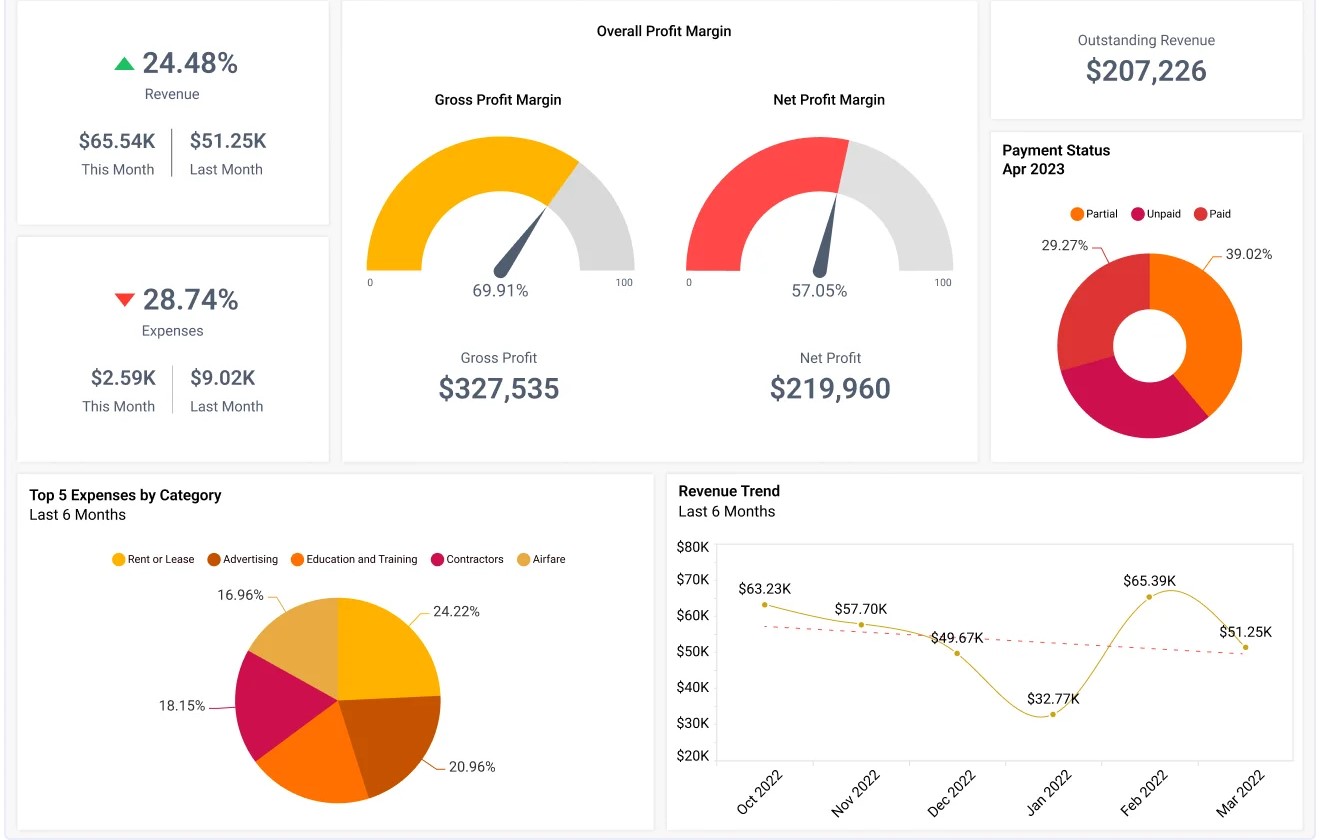 24.48%
Revenue
$65.54K
This Month
$51.25K
Last Month
28.74%
Expenses
$2.59K
This Month
$9.02K
Last Month
Overall Profit Margin
Gross Profit Margin
0
100
69.91%
Gross Profit
$327,535
Net Profit Margin
0
100
57.05%
Net Profit
$219,960
Outstanding Revenue
$207,226
Payment Status
Apr 2023
Partial Unpaid Paid
29.27%
39.02%
Top 5 Expenses by Category
Last 6 Months
Rent or Lease Advertising Education and Training Contractors Airfare
16.96%
24.22%
18.15%
20.96%
Revenue Trend
Last 6 Months
$80K
$70K
$60K
$50K
$40K
$30K
$20K
$63.23K
$57.70K
$49.67K
$32.77K
$65.39K
$51.25K
Oct 2022
Nov 2022
Dec 2022
Jan 2022
Feb 2022
Mar 2022